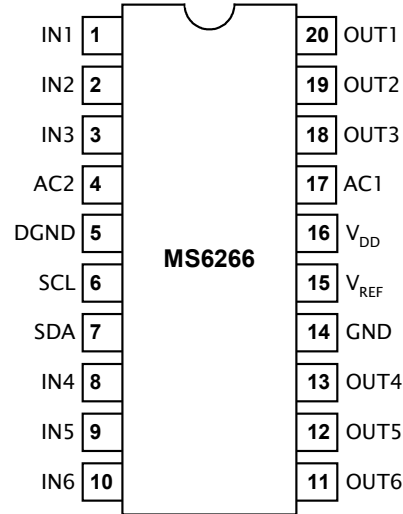 IN1 1 20 OUT1
IN2 2 19 OUT2
IN3 3 18 OUT3
AC2 4 17 AC1
DGND 5 16 VDD
MS6266
SCL 6 15 VREF
SDA 7 14 GND
IN4 8 13 OUT4
IN5 9 12 OUT5
IN6 10 11 OUT6